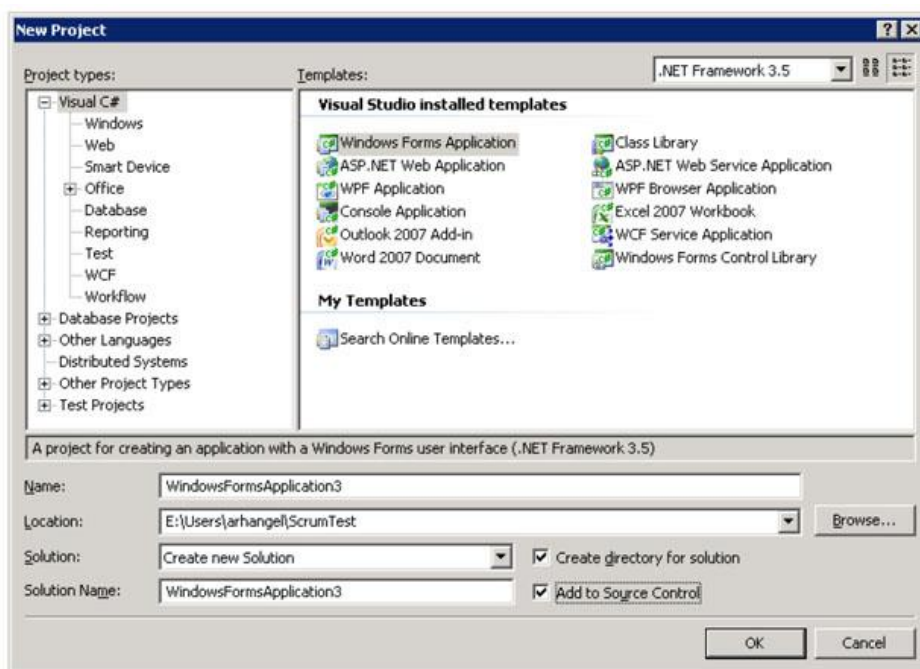 New Project
Project types:
Templates:
.NET Framework 3.5
Visual C#
Windows
Web
Smart Device
Office
Database
Reporting
Test
WCF
Workflow
Database Projects
Other Languages
Distributed Systems
Other Project Types
Test Projects
Visual Studio installed templates
Windows Forms Application
Class Library
ASP.NET Web Application
ASP.NET Web Service Application
WPF Application
WPF Browser Application
Console Application
Excel 2007 Workbook
Outlook 2007 Add-in
WCF Service Application
Word 2007 Document
Windows Forms Control Library
My Templates
Search Online Templates...
A project for creating an application with a Windows Forms user interface (.NET Framework 3.5)
Name:
WindowsFormsApplication3
Location:
E:\Users\arhangel\ScrumTest
Browse...
Solution:
Create new Solution
Create directory for solution
Solution Name:
WindowsFormsApplication3
Add to Source Control
OK
Cancel